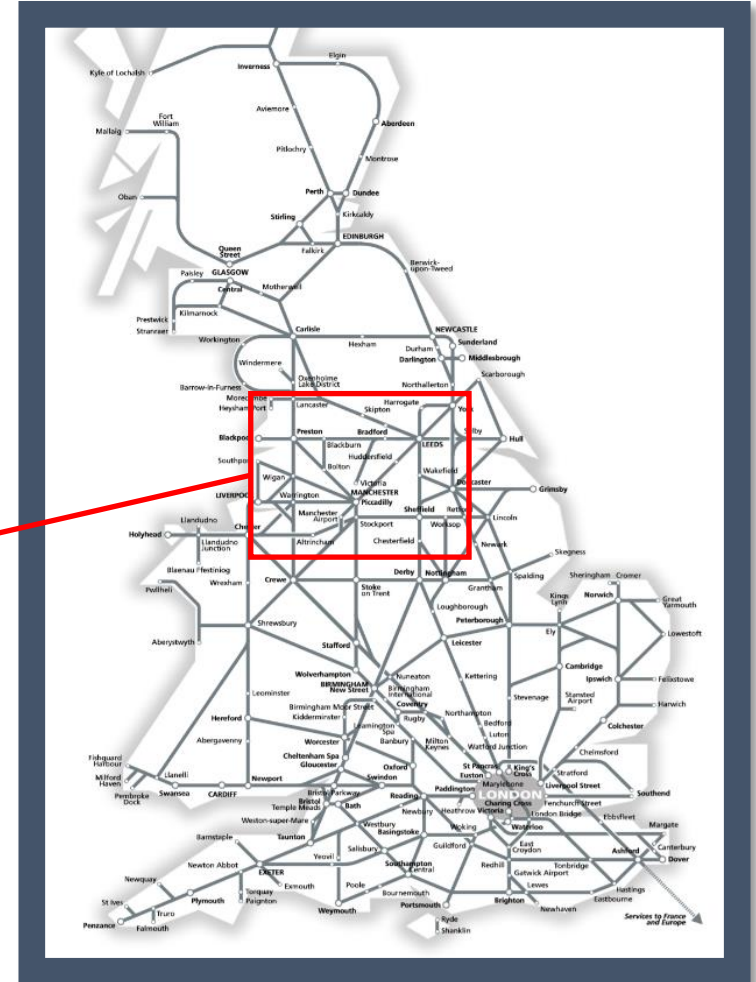 Elgin
Inverness
Kyle of Lochalsh
Aviemore
Fort
William
Aberdeen
Mallaig
Pitlochry
Montrose
Perth
Dundee
Oban
Stirling
Kirkcaldy
EDINBURGH
Queen
Street
Falkirk
Berwick-
upon-Tweed
Paisley
GLASGOW
Central
Motherwell
Prestwick
Kilmarnock
Stranraer
Carlisle
NEWCASTLE
Workington
Hexham
Sunderland
Durham
Darlington
Middlesbrough
Windermere
Scarborough
Oxenholme
Lake District
Barrow-in-Furness
Northallerton
Morecambe
Lancaster
Harrogate
York
Heysham Port
Skipton
Blackpool
Preston
Bradford
Selby
Blackburn
LEEDS
Hull
Huddersfield
Southport
Bolton
Wakefield
Wigan
Victoria
Doncaster
MANCHESTER
Grimsby
LIVERPOOL
Warrington
Piccadilly
Manchester
Airport
Sheffield
Retford
Lincoln
Llandudno
Stockport
Worksop
Holyhead
Chester
Altrincham
Chesterfield
Llandudno
Junction
Newark
Skegness
Blaenau Ffestiniog
Derby
Nottingham
Spalding
Sheringham
Cromer
Pwllheli
Wrexham
Crewe
Stoke
on Trent
Grantham
Kings
Lynn
Norwich
Great
Yarmouth
Loughborough
Peterborough
Shrewsbury
Ely
Lowestoft
Aberystwyth
Stafford
Leicester
Wolverhampton
Cambridge
BIRMINGHAM
New Street
Nuneaton
Kettering
Ipswich
Felixstowe
Birmingham
International
Leominster
Coventry
Stevenage
Stansted
Airport
Harwich
Birmingham Moor Street
Northampton
Hereford
Kidderminster
Rugby
Leamington
Spa
Bedford
Colchester
Worcester
Banbury
Milton
Keynes
Luton
Abergavenny
Watford Junction
Chelmsford
Fishguard
Harbour
Cheltenham Spa
Gloucester
Oxford
St Pancras
King's
Cross
Euston
Stratford
Milford
Haven
Llanelli
Newport
Swindon
Marylebone
Liverpool Street
Paddington
LONDON
Southend
Pembroke
Dock
Swansea
CARDIFF
Bristol Parkway
Reading
Charing Cross
Fenchurch Street
Bristol
Temple Meads
Bath
Newbury
Heathrow
Victoria
London Bridge
Ebbsfleet
Weston-super-Mare
Westbury
Basingstoke
Woking
Waterloo
Margate
Barnstaple
Taunton
Salisbury
Guildford
East
Croydon
Ashford
Canterbury
Yeovil
Redhill
Tonbridge
Dover
Newton Abbot
EXETER
Southampton
Central
Gatwick Airport
Newquay
Exmouth
Poole
Lewes
Hastings
St Ives
Torquay
Paignton
Bournemouth
Eastbourne
Plymouth
Weymouth
Portsmouth
Brighton
Newhaven
Truro
Penzance
Falmouth
Ryde
Shanklin
Services to France
and Europe